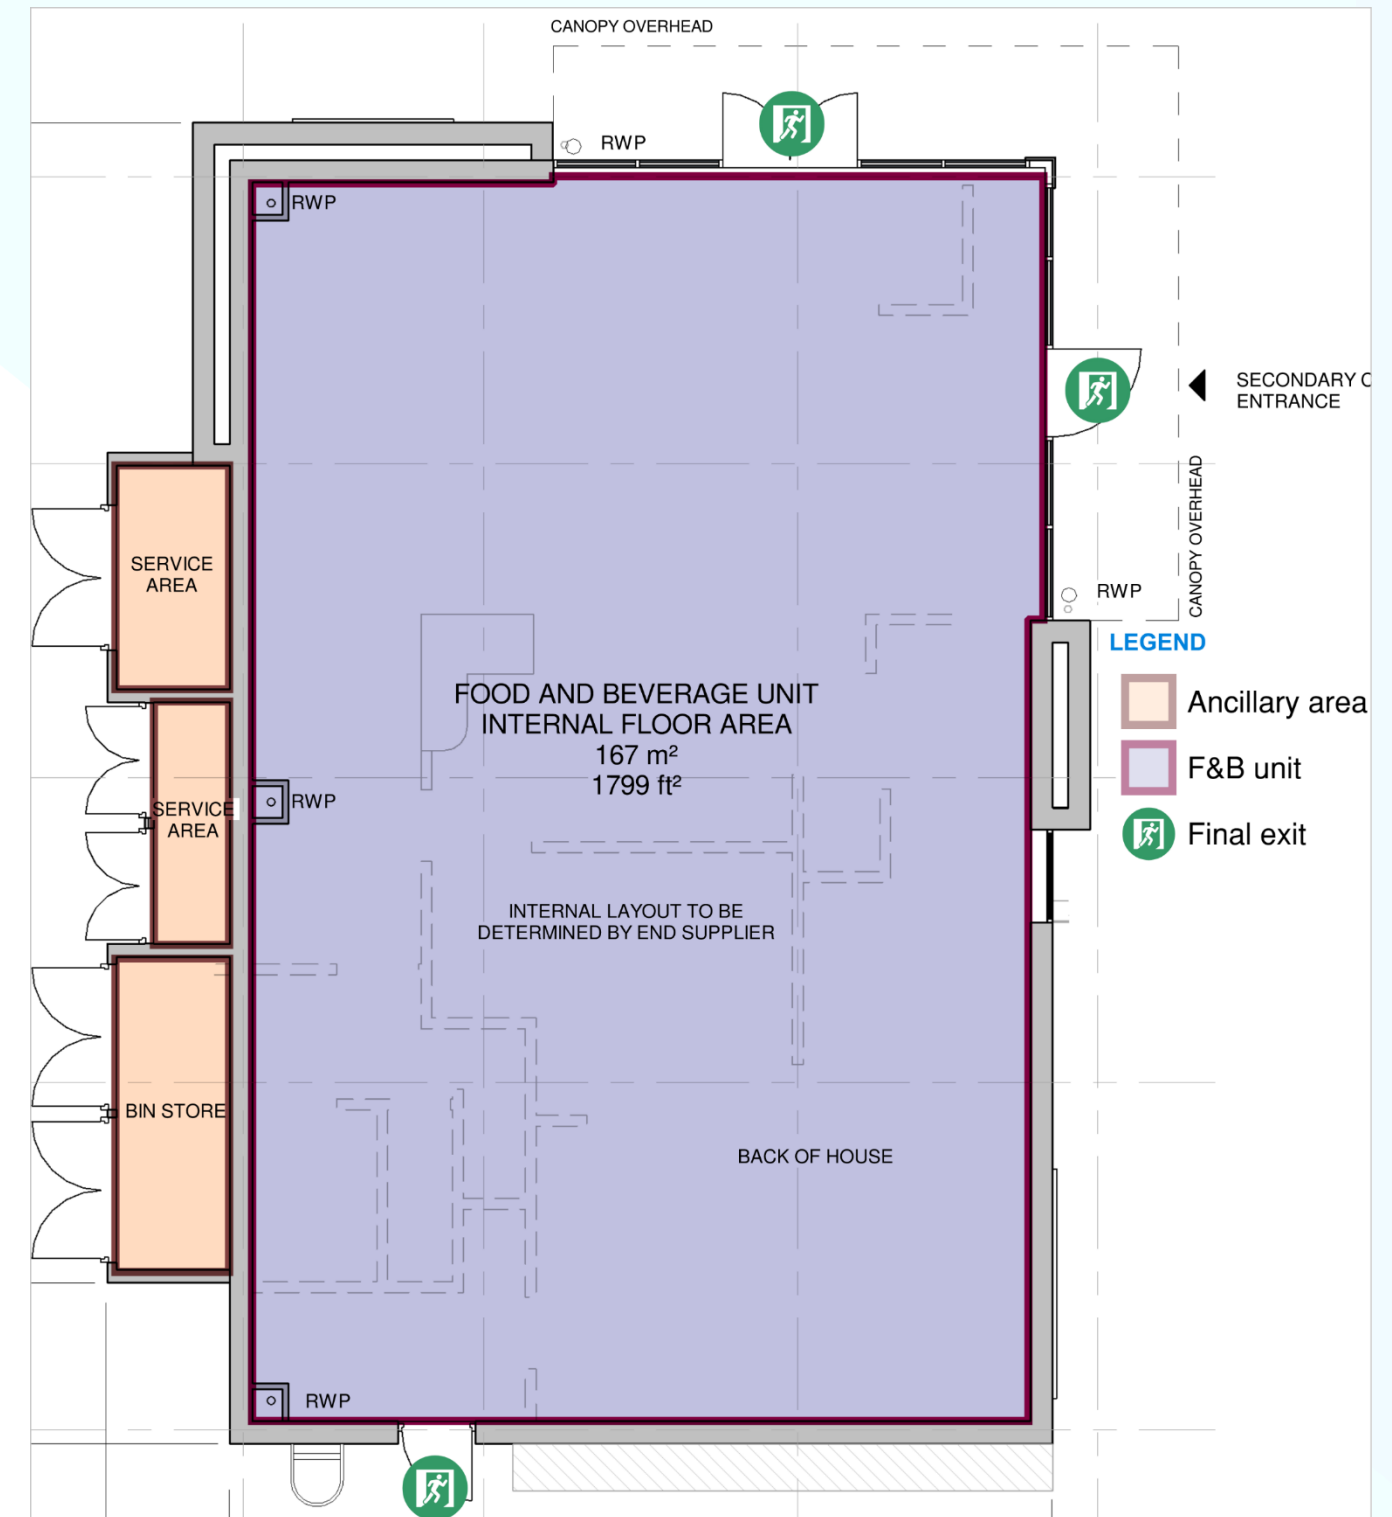 CANOPY OVERHEAD
RWP
RWP
SECONDARY C
ENTRANCE
CANOPY OVERHEAD
SERVICE
AREA
RWP
LEGEND
Ancillary area
F&B unit
Final exit
FOOD AND BEVERAGE UNIT
INTERNAL FLOOR AREA
167 m²
1799 ft²
RWP
SERVICE
AREA
INTERNAL LAYOUT TO BE
DETERMINED BY END SUPPLIER
BIN STORE
BACK OF HOUSE
RWP